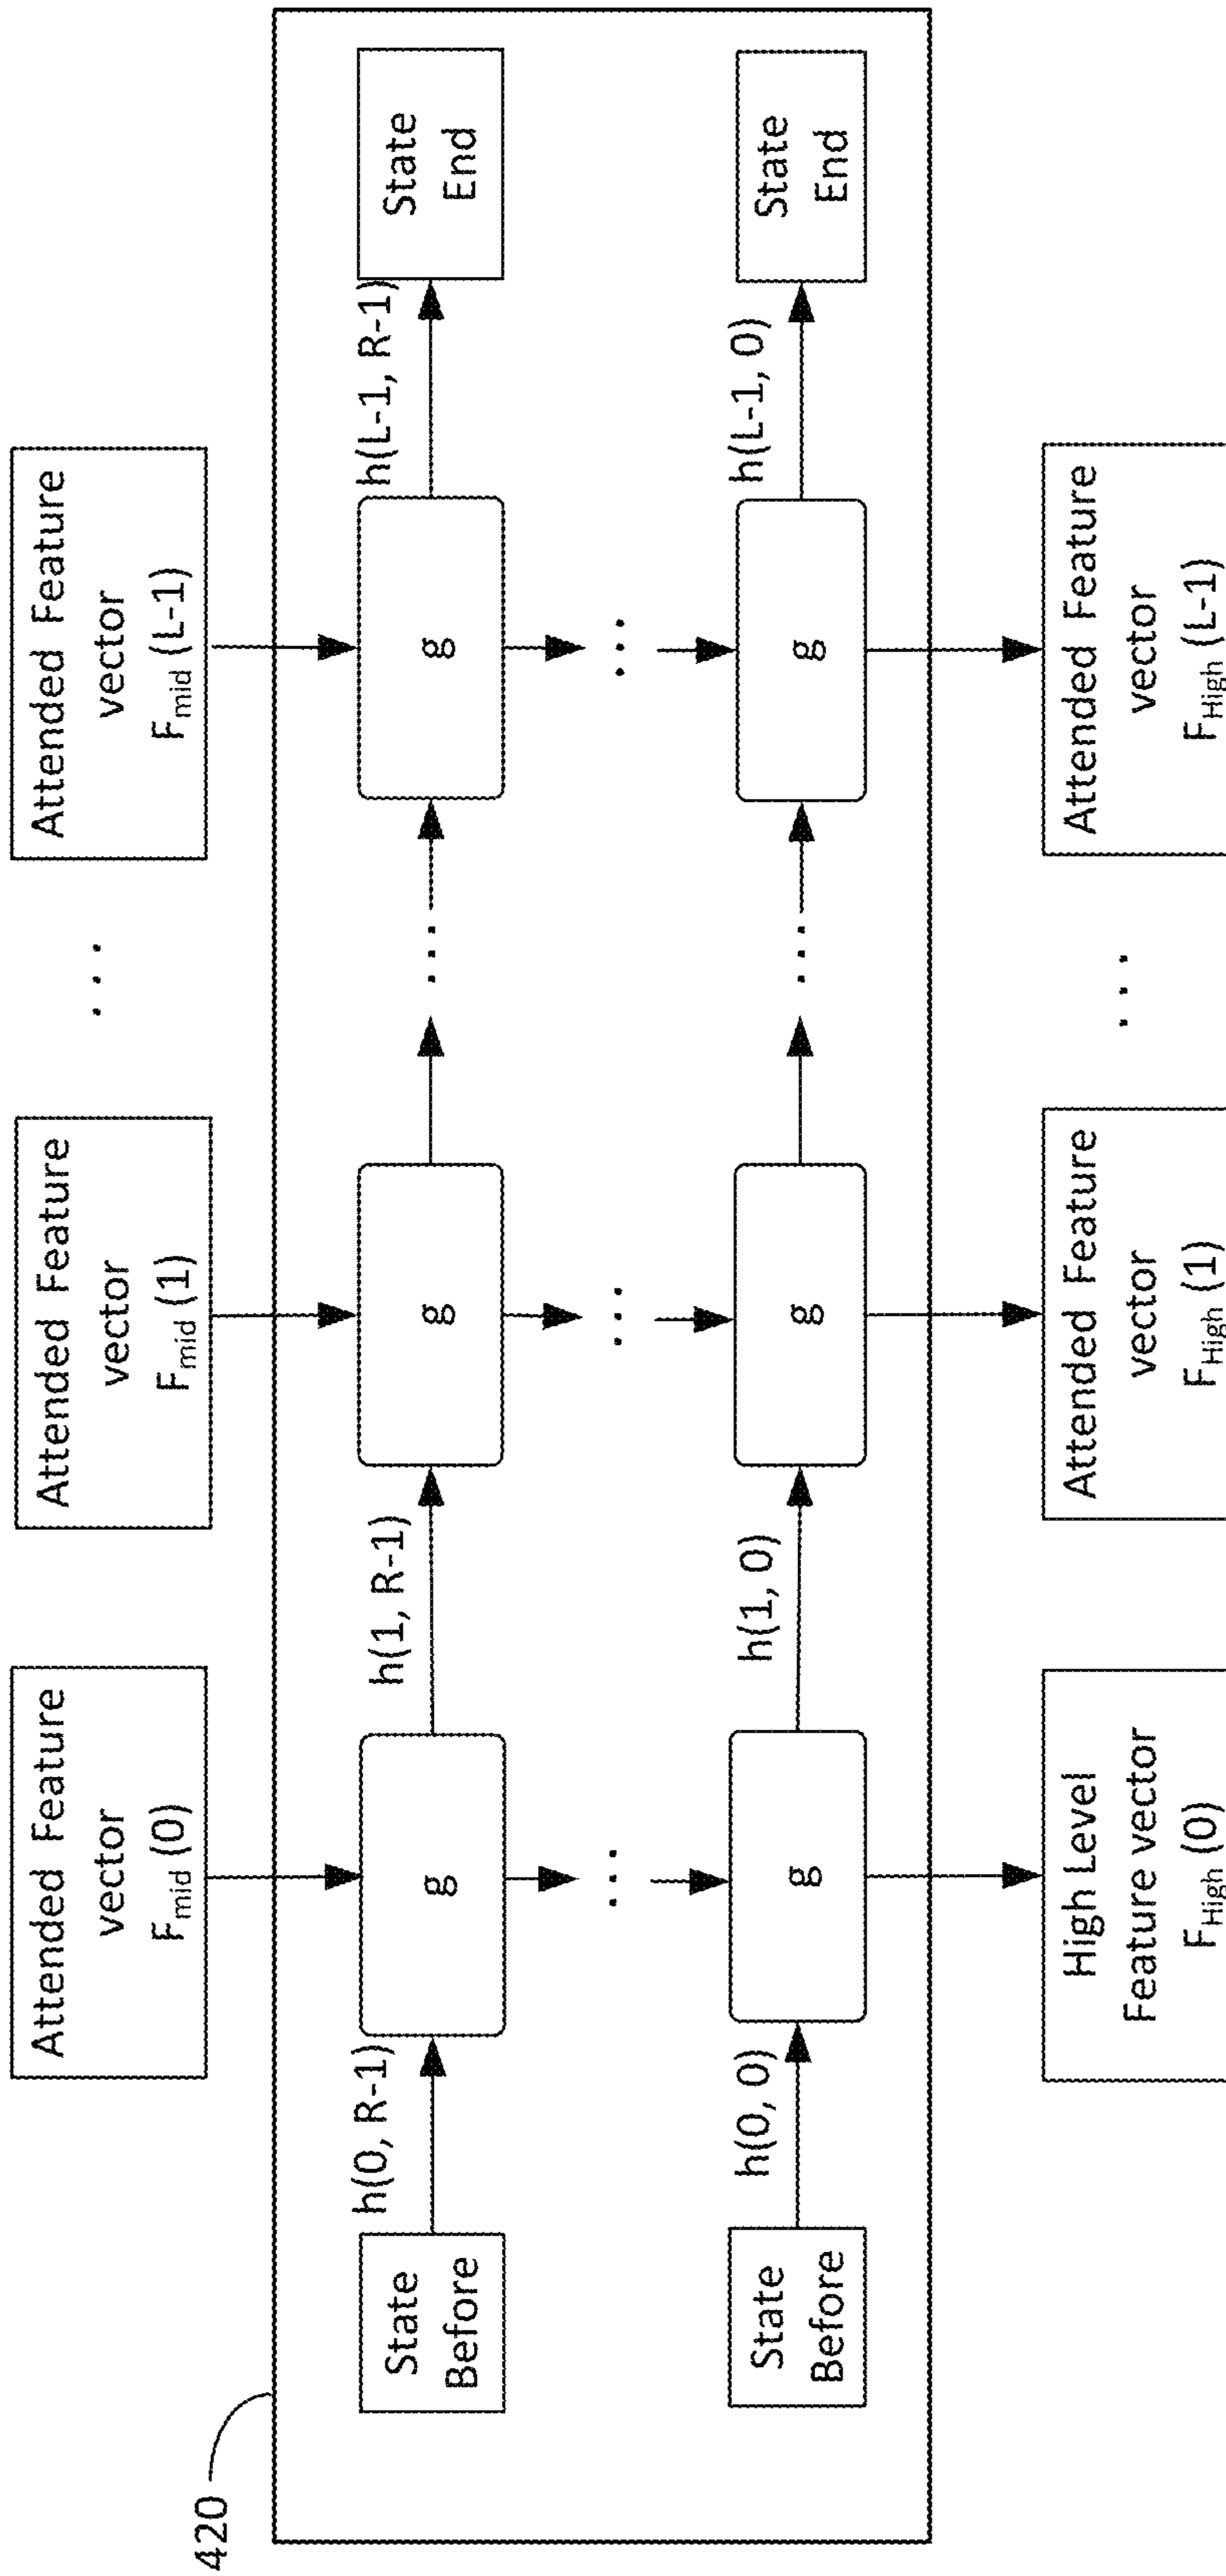 420
Attended Feature
vector
F_mid (0)
Attended Feature
vector
F_mid (1)
...
Attended Feature
vector
F_mid (L-1)
State
Before
h(0, R-1)
g
h(1, R-1)
g
...
g
h(L-1, R-1)
State
End
...
...
...
State
Before
h(0, 0)
g
h(1, 0)
g
...
g
h(L-1, 0)
State
End
High Level
Feature vector
F_High (0)
Attended Feature
vector
F_High (1)
...
Attended Feature
vector
F_High (L-1)